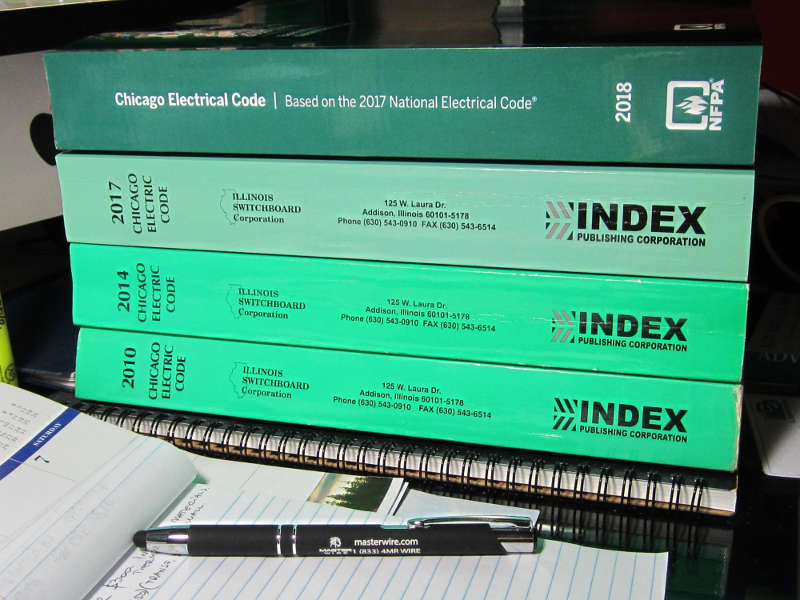 Chicago Electrical Code | Based on the 2017 National Electrical Code®
2018
NFPA®
2017
CHICAGO
ELECTRIC
CODE
ILLINOIS
SWITCHBOARD
Corporation
125 W. Laura Dr.
Addison, Illinois 60101-5178
Phone (630) 543-0910 FAX (630) 543-6514
INDEX
PUBLISHING CORPORATION
2014
CHICAGO
ELECTRIC
CODE
ILLINOIS
SWITCHBOARD
Corporation
125 W. Laura Dr.
Addison, Illinois 60101-5178
Phone (630) 543-0910 FAX (630) 543-6514
INDEX
PUBLISHING CORPORATION
2010
CHICAGO
ELECTRIC
CODE
ILLINOIS
SWITCHBOARD
Corporation
125 W. Laura Dr.
Addison, Illinois 60101-5178
Phone (630) 543-0910 FAX (630) 543-6514
INDEX
PUBLISHING CORPORATION
ADV
SATURDAY
7
masterwire.com
1 (833) 4MR WIRE